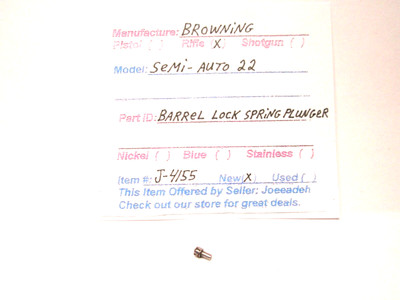 Manufacture: BROWNING
Pistol ( ) Rifle (X) Shotgun ( )
Model: SEMi-AUTO 22
Part ID: BARREL LOCK SPRiNG PLUNGER
Nickel ( ) Blue ( ) Stainless ( )
Item #: J-4155 New(X) Used ( )
This Item Offered by Seller: Joeeadeh
Check out our store for great deals.